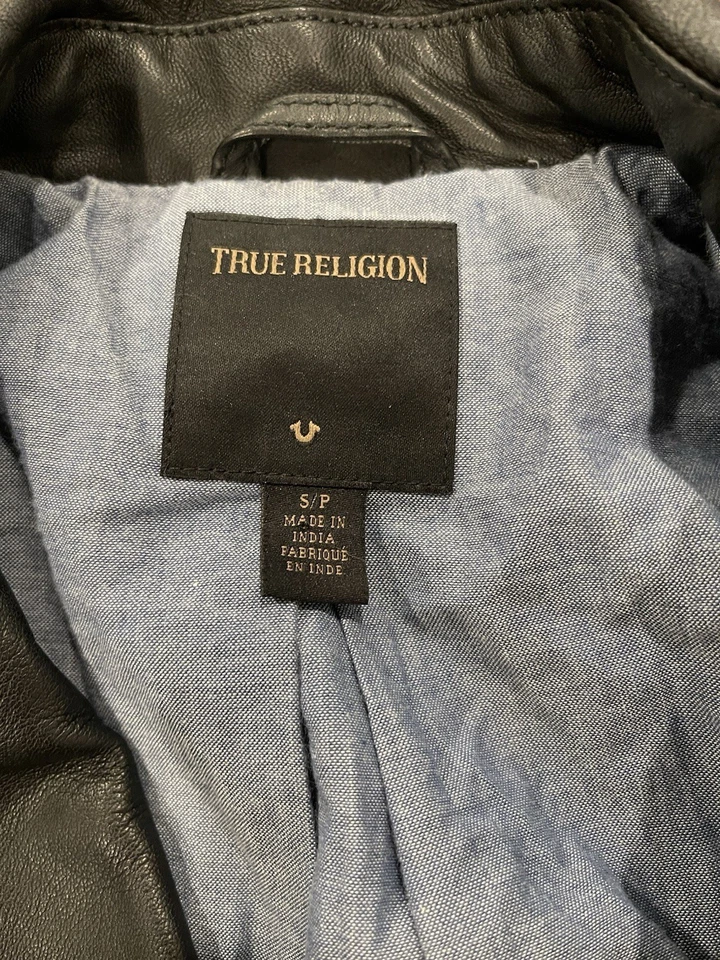 TRUE RELIGION
S/P
MADE IN
INDIA
FABRIQUÉ
EN INDE